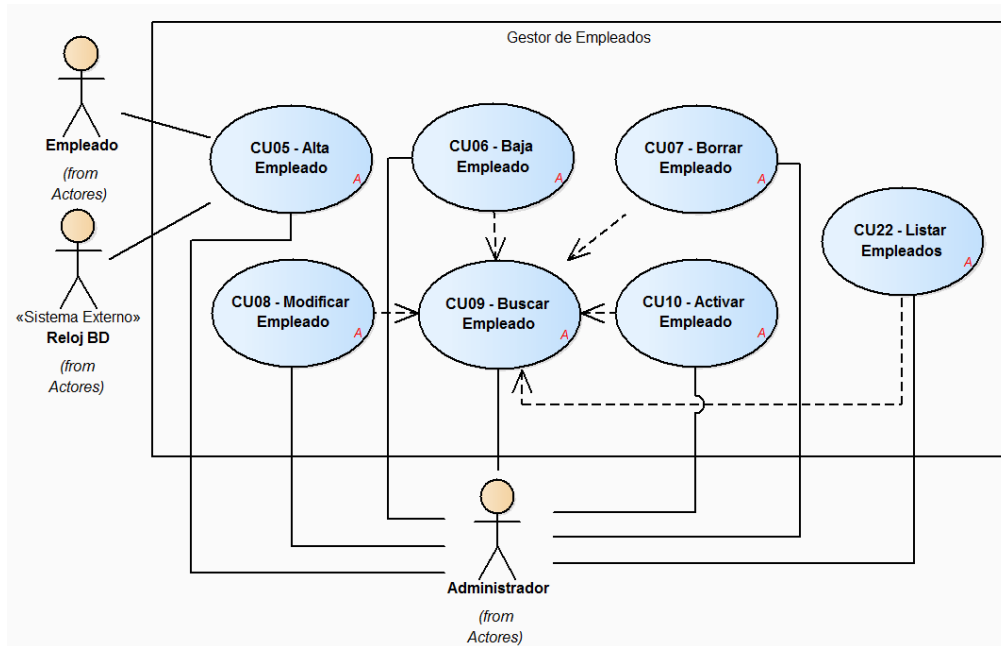 Gestor de Empleados
Empleado
(from
Actores)
«Sistema Externo»
Reloj BD
(from
Actores)
CU05 - Alta
Empleado
A
CU06 - Baja
Empleado
A
CU07 - Borrar
Empleado
A
CU22 - Listar
Empleados
A
CU08 - Modificar
Empleado
A
CU09 - Buscar
Empleado
A
CU10 - Activar
Empleado
A
Administrador
(from
Actores)